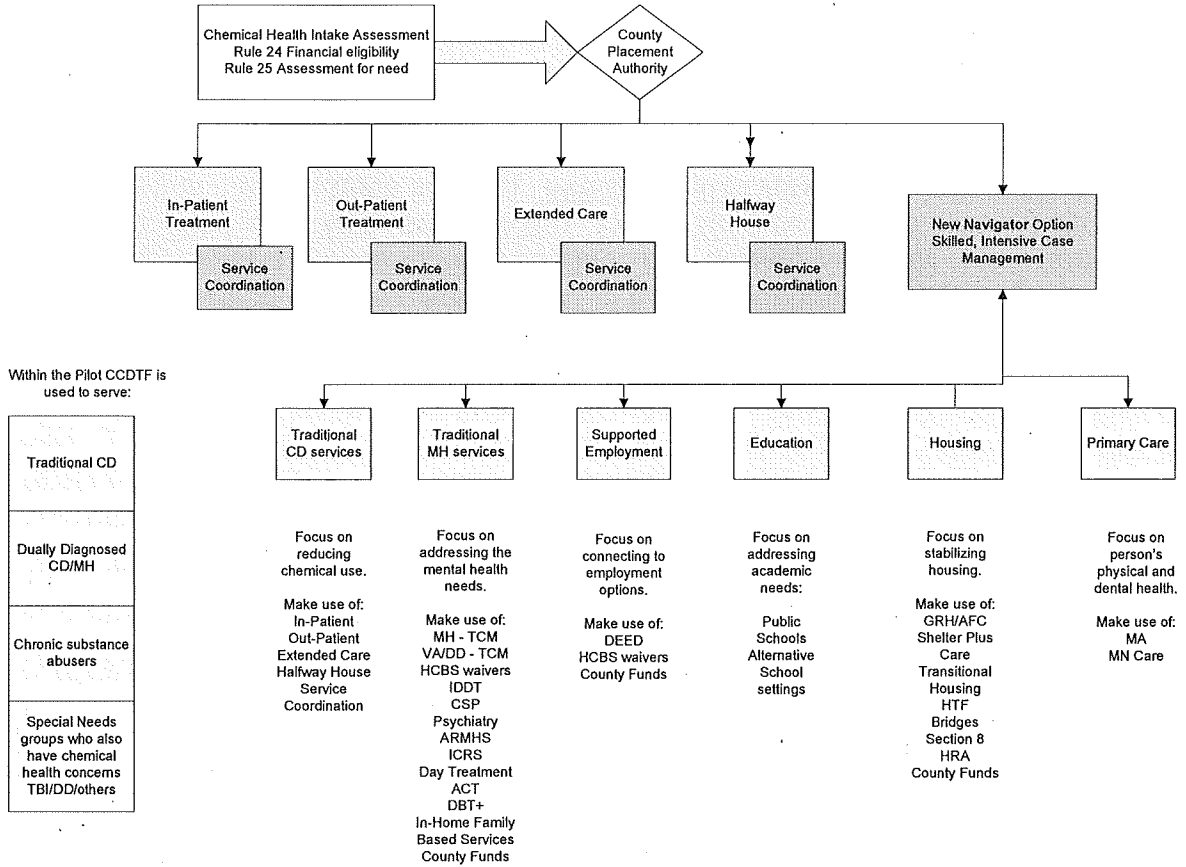 Chemical Health Intake Assessment
Rule 24 Financial eligibility
Rule 25 Assessment for need
County
Placement
Authority
In-Patient
Treatment
Service
Coordination
Out-Patient
Treatment
Service
Coordination
Extended Care
Service
Coordination
Halfway
House
Service
Coordination
New Navigator Option
Skilled, Intensive Case
Management
Within the Pilot CCDTF is
used to serve:
Traditional CD
Dually Diagnosed
CD/MH
Chronic substance
abusers
Special Needs
groups who also
have chemical
health concerns
TBI/DD/others
Traditional
CD services
Focus on
reducing
chemical use.
Make use of:
In-Patient
Out-Patient
Extended Care
Halfway House
Service
Coordination
Traditional
MH services
Focus on
addressing the
mental health
needs.
Make use of:
MH - TCM
VA/DD - TCM
HCBS waivers
IDDT
CSP
Psychiatry
ARMHS
ICRS
Day Treatment
ACT
DBT+
In-Home Family
Based Services
County Funds
Supported
Employment
Focus on
connecting to
employment
options.
Make use of:
DEED
HCBS waivers
County Funds
Education
Focus on
addressing
academic
needs:
Public
Schools
Alternative
School
settings
Housing
Focus on
stabilizing
housing.
Make use of:
GRH/AFC
Shelter Plus
Care
Transitional
Housing
HTF
Bridges
Section 8
HRA
County Funds
Primary Care
Focus on
person's
physical and
dental health.
Make use of:
MA
MN Care